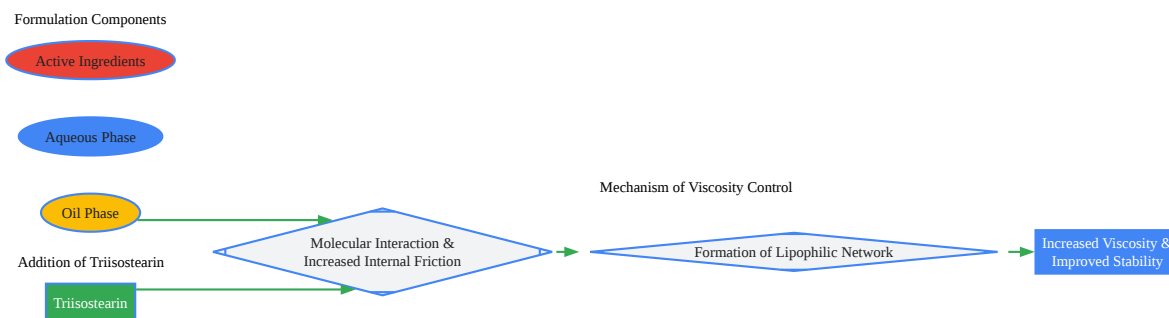 Formulation Components
Active Ingredients
Aqueous Phase
Oil Phase
Addition of Triisostearin
Triisostearin
Molecular Interaction &
Increased Internal Friction
Mechanism of Viscosity Control
Formation of Lipophilic Network
Increased Viscosity &
Improved Stability